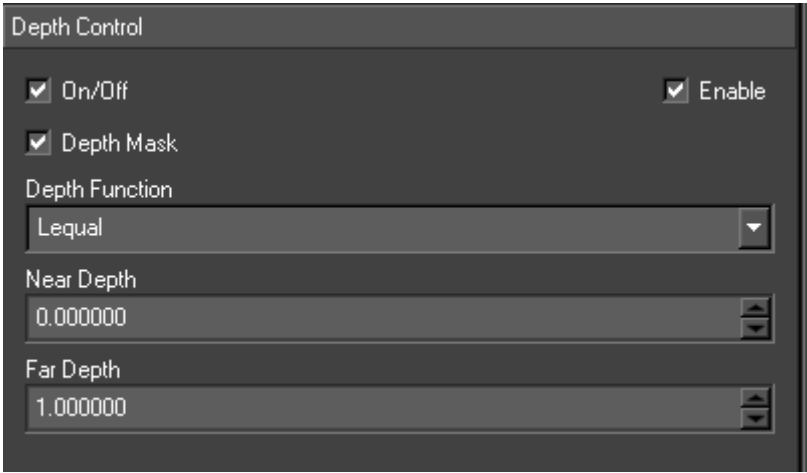 Depth Control
On/Off Enable
Depth Mask
Depth Function
Lequal
Near Depth
0.000000
Far Depth
1.000000